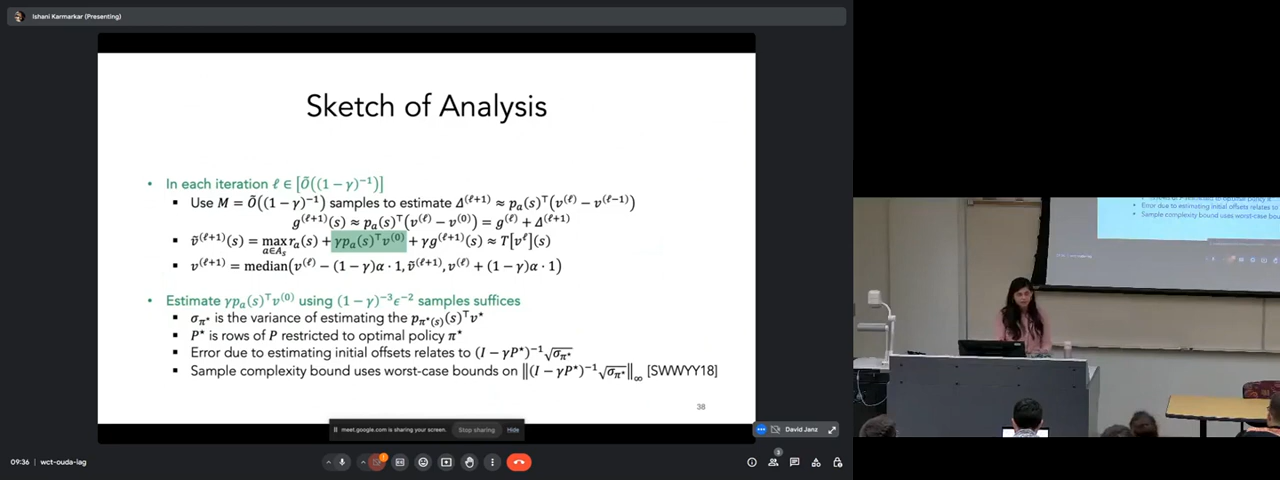 Ishani Karmarkar (Presenting)
Sketch of Analysis
• In each iteration ℓ ∈ [Õ((1 − γ)⁻¹)]
▪ Use M = Õ((1 − γ)⁻¹) samples to estimate Δ^(ℓ+1) ≈ p_a(s)^⊤(v^(ℓ) − v^(ℓ−1))
g^(ℓ+1)(s) ≈ p_a(s)^⊤(v^(ℓ) − v^(0)) = g^(ℓ) + Δ^(ℓ+1)
▪ ṽ^(ℓ+1)(s) = max_{a∈A_s} r_a(s) + γp_a(s)^⊤v^(0) + γg^(ℓ+1)(s) ≈ T[v^ℓ](s)
▪ v^(ℓ+1) = median(v^(ℓ) − (1 − γ)α · 1, ṽ^(ℓ+1), v^(ℓ) + (1 − γ)α · 1)
• Estimate γp_a(s)^⊤v^(0) using (1 − γ)⁻³ϵ⁻² samples suffices
▪ σ_π⋆ is the variance of estimating the p_π⋆(s)(s)^⊤v⋆
▪ P⋆ is rows of P restricted to optimal policy π⋆
▪ Error due to estimating initial offsets relates to (I − γP⋆)⁻¹√σ_π⋆
▪ Sample complexity bound uses worst-case bounds on ‖(I − γP⋆)⁻¹√σ_π⋆‖_∞ [SWWYY18]
38
meet.google.com is sharing your screen.
Stop sharing
Hide
David Janz
09:36 | wct-ouda-iag